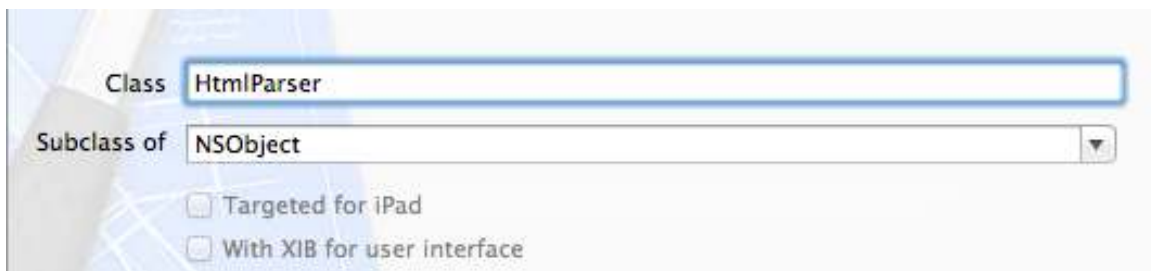 Class HtmlParser
Subclass of NSObject
Targeted for iPad
With XIB for user interface